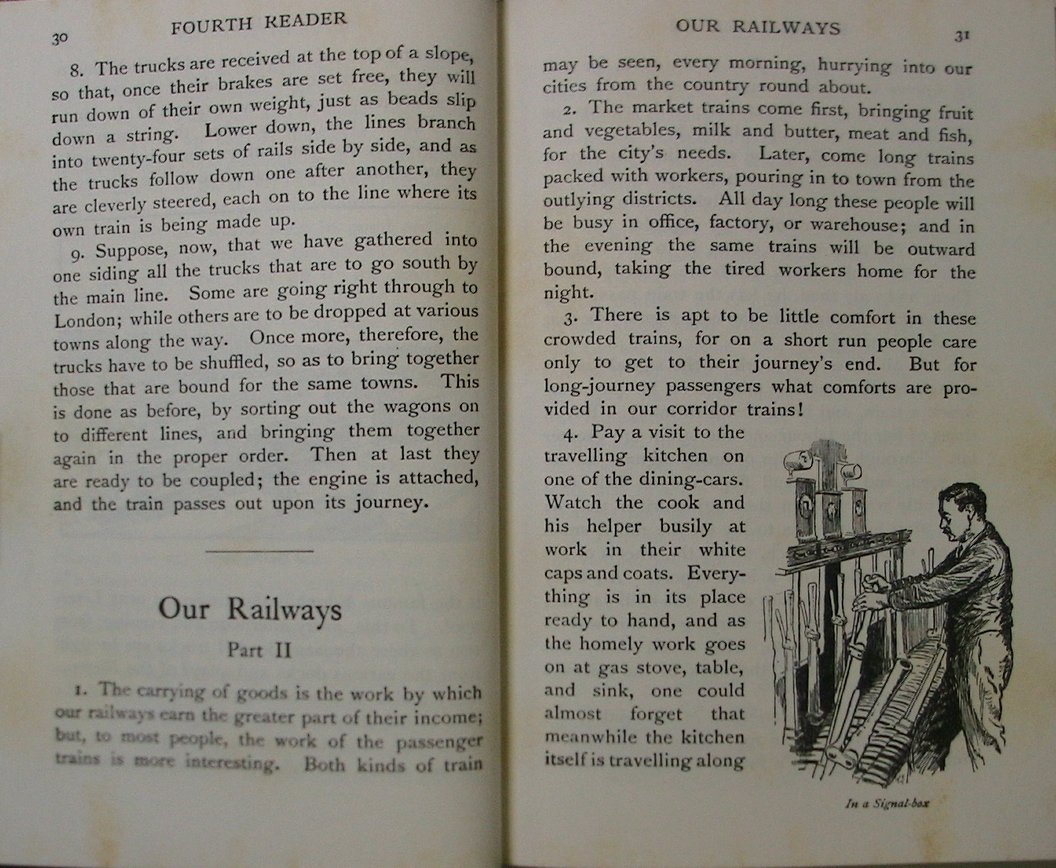 30
FOURTH READER
8. The trucks are received at the top of a slope,
so that, once their brakes are set free, they will
run down of their own weight, just as beads slip
down a string. Lower down, the lines branch
into twenty-four sets of rails side by side, and as
the trucks follow down one after another, they
are cleverly steered, each on to the line where its
own train is being made up.
9. Suppose, now, that we have gathered into
one siding all the trucks that are to go south by
the main line. Some are going right through to
London; while others are to be dropped at various
towns along the way. Once more, therefore, the
trucks have to be shuffled, so as to bring together
those that are bound for the same towns. This
is done as before, by sorting out the wagons on
to different lines, and bringing them together
again in the proper order. Then at last they
are ready to be coupled; the engine is attached,
and the train passes out upon its journey.
Our Railways
Part II
1. The carrying of goods is the work by which
our railways earn the greater part of their income;
but, to most people, the work of the passenger
trains is more interesting. Both kinds of train
OUR RAILWAYS
31
may be seen, every morning, hurrying into our
cities from the country round about.
2. The market trains come first, bringing fruit
and vegetables, milk and butter, meat and fish,
for the city's needs. Later, come long trains
packed with workers, pouring in to town from the
outlying districts. All day long these people will
be busy in office, factory, or warehouse; and in
the evening the same trains will be outward
bound, taking the tired workers home for the
night.
3. There is apt to be little comfort in these
crowded trains, for on a short run people care
only to get to their journey's end. But for
long-journey passengers what comforts are pro-
vided in our corridor trains!
4. Pay a visit to the
travelling kitchen on
one of the dining-cars.
Watch the cook and
his helper busily at
work in their white
caps and coats. Every-
thing is in its place
ready to hand, and as
the homely work goes
on at gas stove, table,
and sink, one could
almost forget that
meanwhile the kitchen
itself is travelling along
In a Signal-box